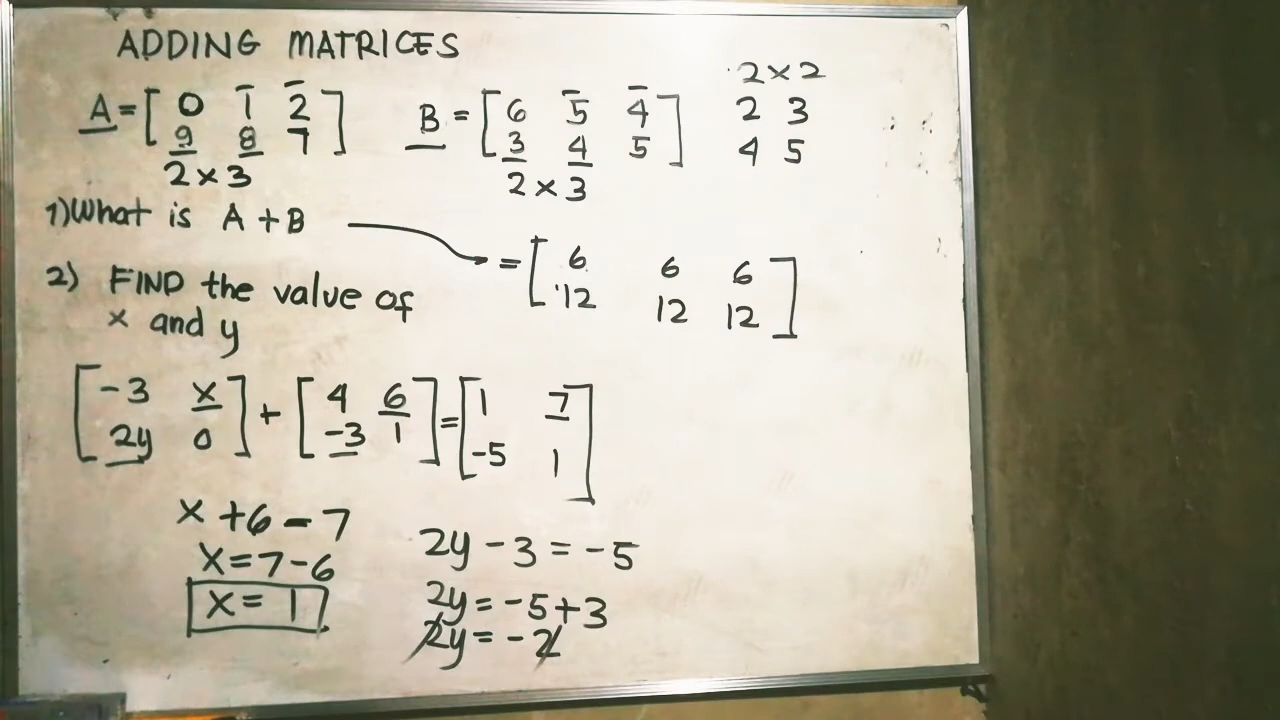 ADDING MATRICES
2 x 2
A = [ 0 1 2 ]   B = [ 6 5 4 ]   2 3
9 8 7   3 4 5   4 5
2 x 3   2 x 3
1) What is A + B
= [ 6 6 6 ]
12 12 12
2) FIND the value of
x and y
[ -3 x ] + [ 4 6 ] = [ 1 7 ]
2y 0   -3 1   -5 1
x + 6 - 7
x = 7 - 6
x = 1
2y - 3 = -5
2y = -5 + 3
2y = -2